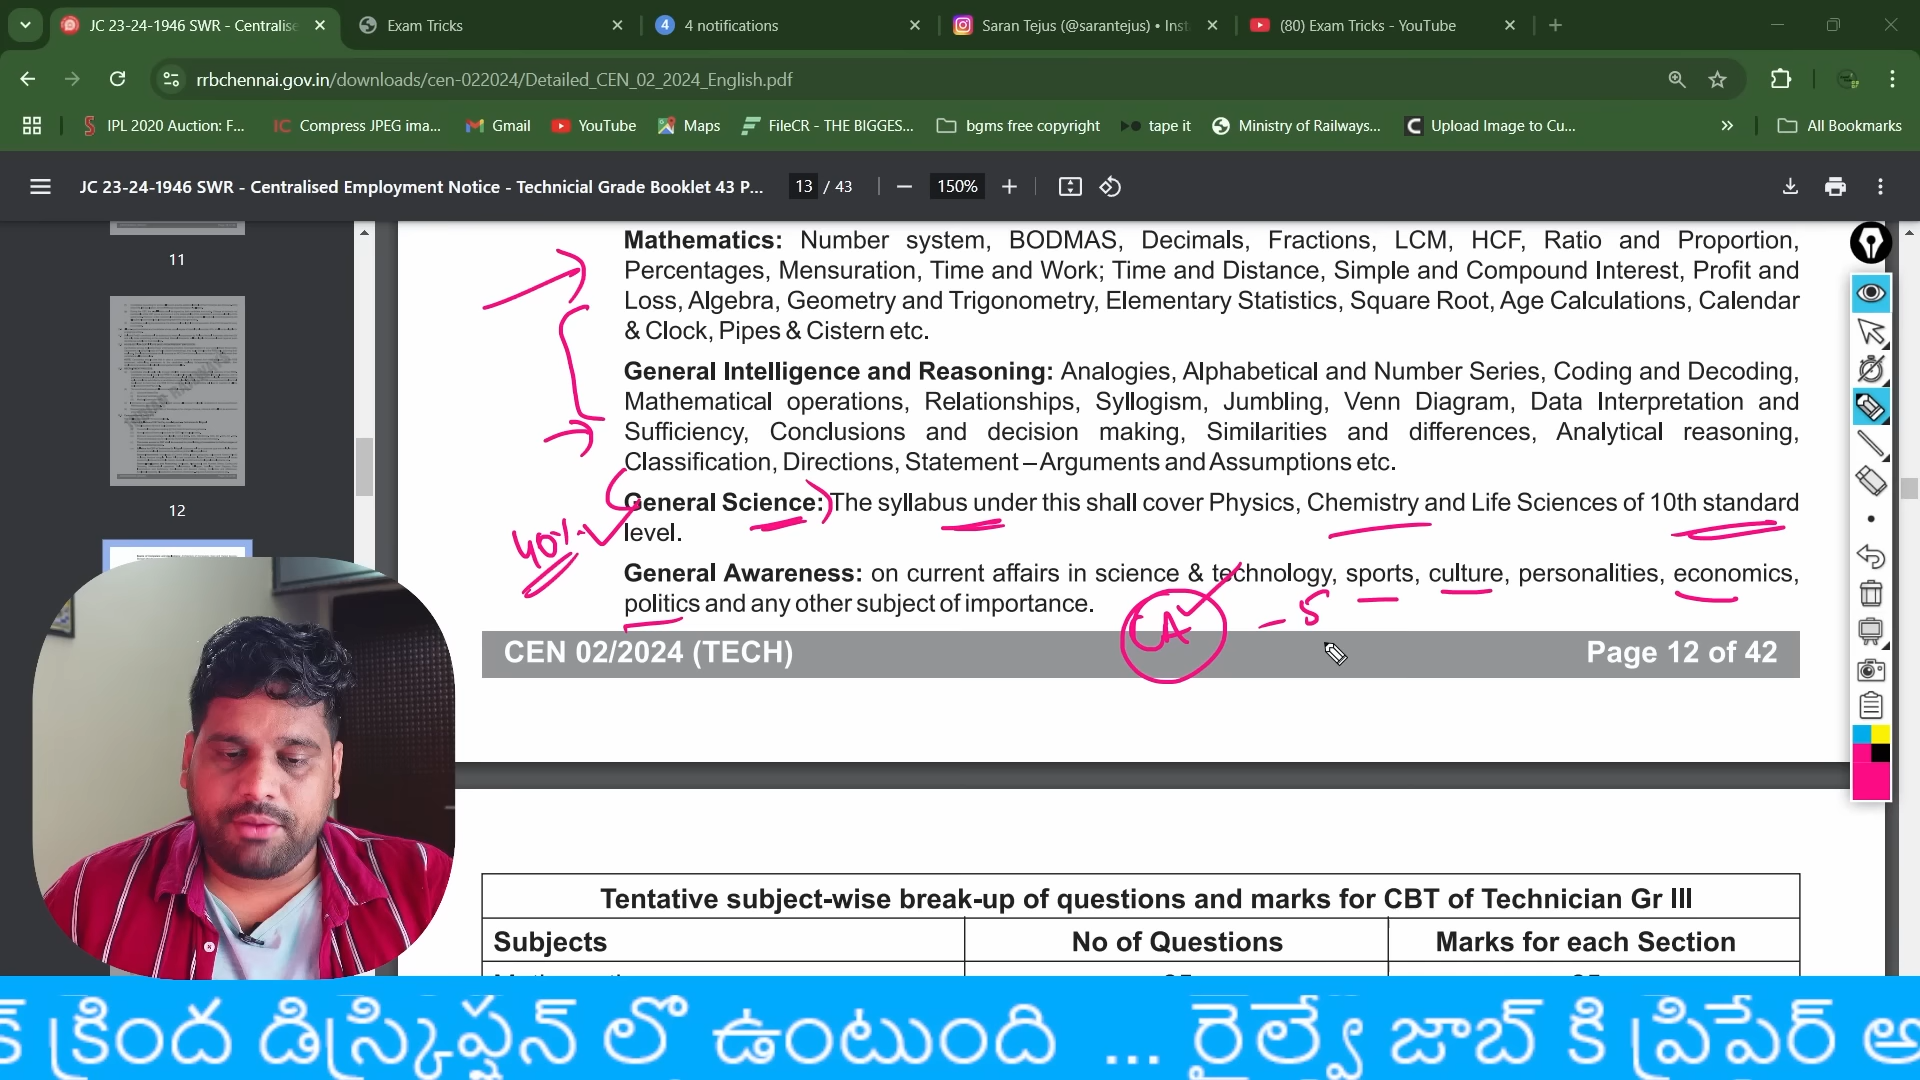 JC 23-24-1946 SWR - Centralise
Exam Tricks
4 notifications
Saran Tejus (@sarantejus) • Inst
(80) Exam Tricks - YouTube
rrbchennai.gov.in/downloads/cen-022024/Detailed_CEN_02_2024_English.pdf
IPL 2020 Auction: F...
Compress JPEG ima...
Gmail
YouTube
Maps
FileCR - THE BIGGES...
bgms free copyright
tape it
Ministry of Railways...
Upload Image to Cu...
All Bookmarks
JC 23-24-1946 SWR - Centralised Employment Notice - Technicial Grade Booklet 43 P...
13 / 43
150%
11
12
Mathematics: Number system, BODMAS, Decimals, Fractions, LCM, HCF, Ratio and Proportion,
Percentages, Mensuration, Time and Work; Time and Distance, Simple and Compound Interest, Profit and
Loss, Algebra, Geometry and Trigonometry, Elementary Statistics, Square Root, Age Calculations, Calendar
& Clock, Pipes & Cistern etc.
General Intelligence and Reasoning: Analogies, Alphabetical and Number Series, Coding and Decoding,
Mathematical operations, Relationships, Syllogism, Jumbling, Venn Diagram, Data Interpretation and
Sufficiency, Conclusions and decision making, Similarities and differences, Analytical reasoning,
Classification, Directions, Statement – Arguments and Assumptions etc.
General Science: The syllabus under this shall cover Physics, Chemistry and Life Sciences of 10th standard
level.
40%
General Awareness: on current affairs in science & technology, sports, culture, personalities, economics,
politics and any other subject of importance.
CA - 5
CEN 02/2024 (TECH)
Page 12 of 42
Tentative subject-wise break-up of questions and marks for CBT of Technician Gr III
Subjects
No of Questions
Marks for each Section
క్రింద డిస్క్రిప్షన్ లో ఉంటుంది ... రైల్వే జాబ్ కి ప్రిపేర్ అ